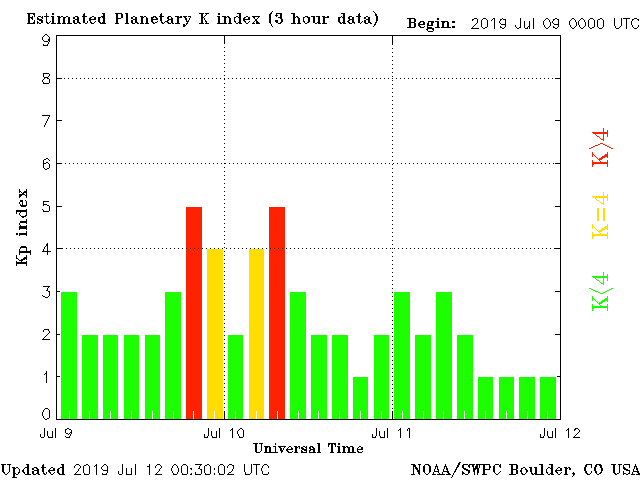 Estimated Planetary K index (3 hour data) Begin: 2019 Jul 09 0000 UTC
9
8
7
6
5
4
3
2
1
0
Kp index
K>4
K=4
K<4
Jul 9 Jul 10 Jul 11 Jul 12
Universal Time
Updated 2019 Jul 12 00:30:02 UTC NOAA/SWPC Boulder, CO USA